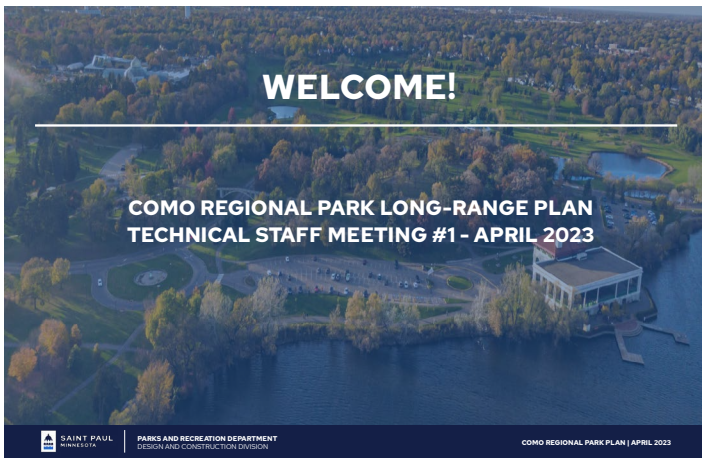 WELCOME!
COMO REGIONAL PARK LONG-RANGE PLAN
TECHNICAL STAFF MEETING #1 - APRIL 2023
SAINT PAUL
MINNESOTA
PARKS AND RECREATION DEPARTMENT
DESIGN AND CONSTRUCTION DIVISION
COMO REGIONAL PARK PLAN | APRIL 2023